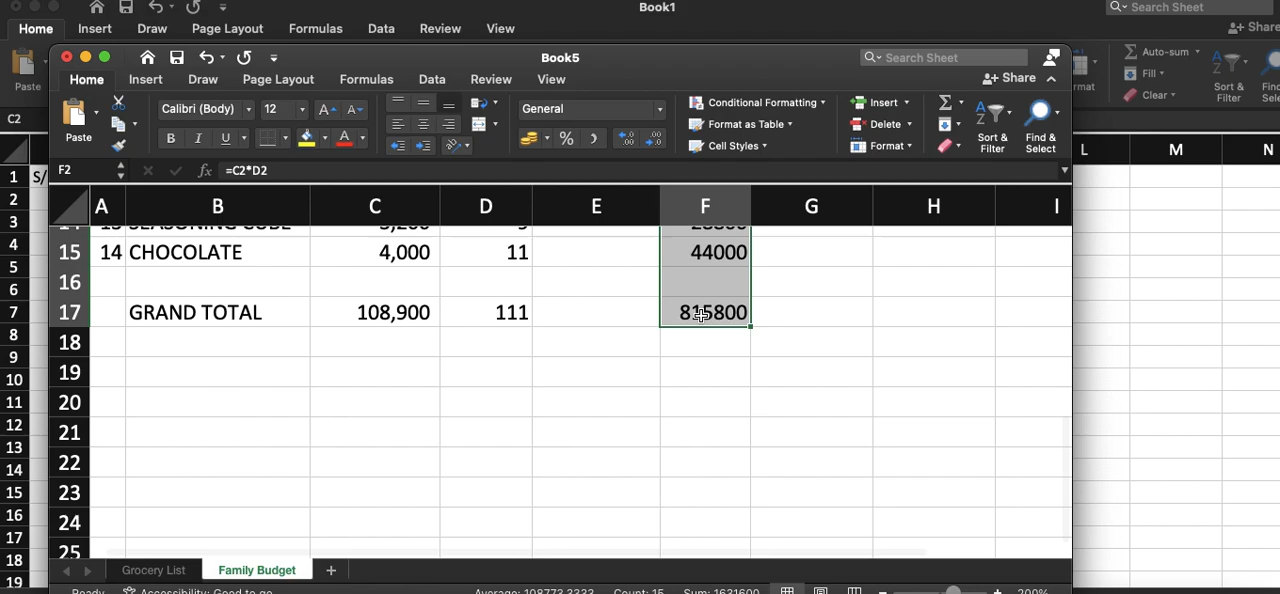 Book1
Search Sheet
Home Insert Draw Page Layout Formulas Data Review View
Share
Paste
Auto-sum
Fill
Clear
Sort & Filter
C2
L M N
1 S/
2
3
4
5
6
7
8
9
10
11
12
13
14
15
16
17
18
19
Book5
Search Sheet
Home Insert Draw Page Layout Formulas Data Review View
Share
Paste
Calibri (Body) 12 A A
B I U A
General
%
Conditional Formatting
Format as Table
Cell Styles
Insert
Delete
Format
Sort & Filter
Find & Select
F2 fx =C2*D2
A B C D E F G H I
15 14 CHOCOLATE 4,000 11 44000
16
17 GRAND TOTAL 108,900 111 815800
18
19
20
21
22
23
24
25
Grocery List Family Budget +
Ready Accessibility: Good to go Average: 108773.3333 Count: 15 Sum: 1631600 200%